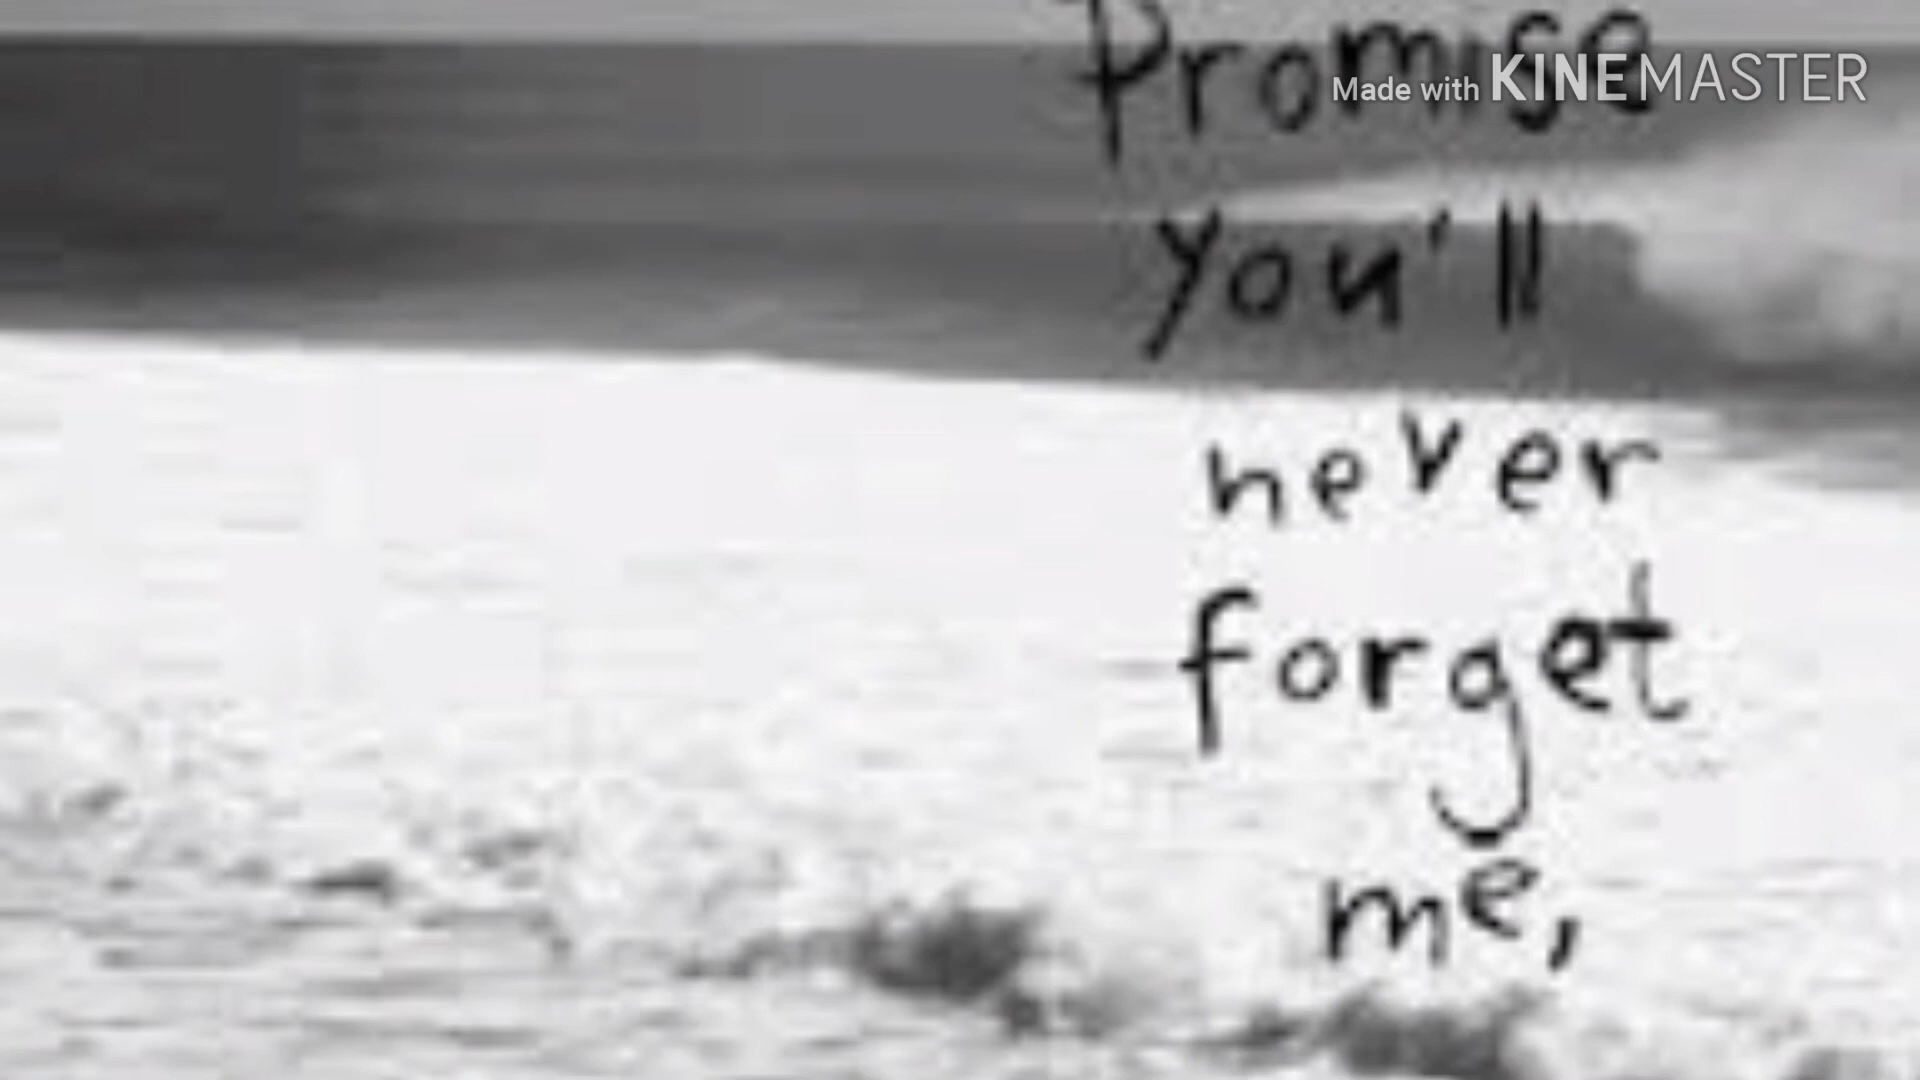 Promise
Made with KINEMASTER
you'll
never
forget
me,